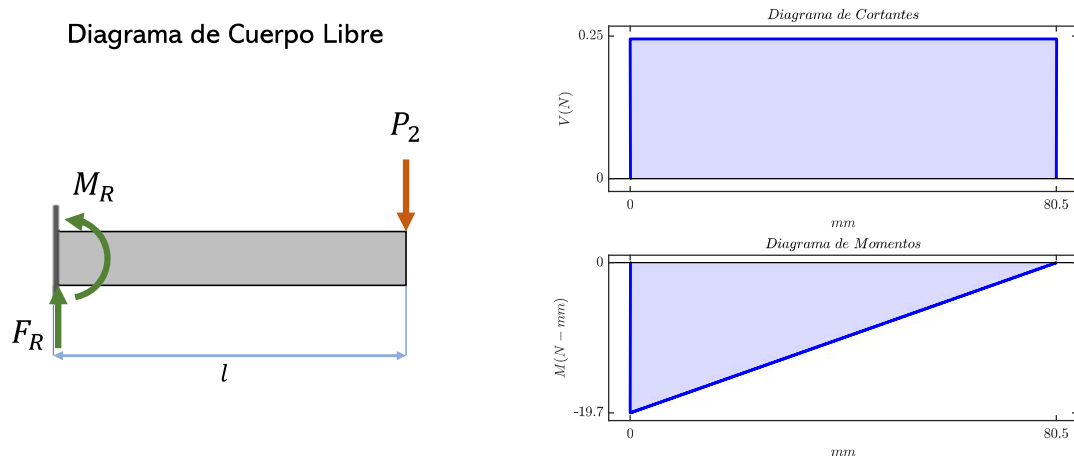 Diagrama de Cuerpo Libre
P₂
M_R
F_R
l
Diagrama de Cortantes
0.25
V(N)
0
0
80.5
mm
Diagrama de Momentos
0
M(N − mm)
-19.7
0
80.5
mm